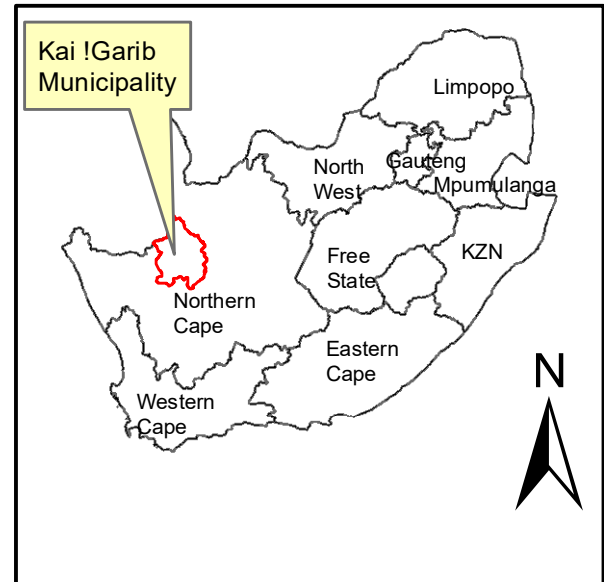 Kai !Garib
Municipality
Limpopo
Gauteng
North
West
Mpumulanga
Free
State
KZN
Northern
Cape
Eastern
Cape
Western
Cape
N